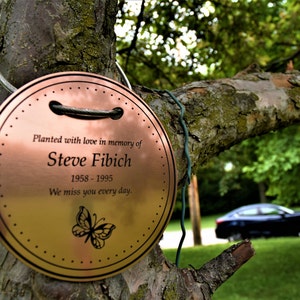 Planted with love in memory of
Steve Fibich
1958 - 1995
We miss you every day.